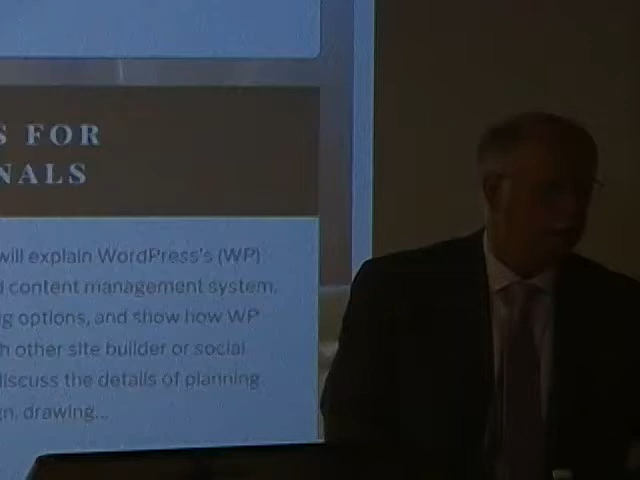 S FOR
NALS
will explain WordPress's (WP)
content management system,
options, and show how WP
other site builder or social
discuss the details of planning
drawing...